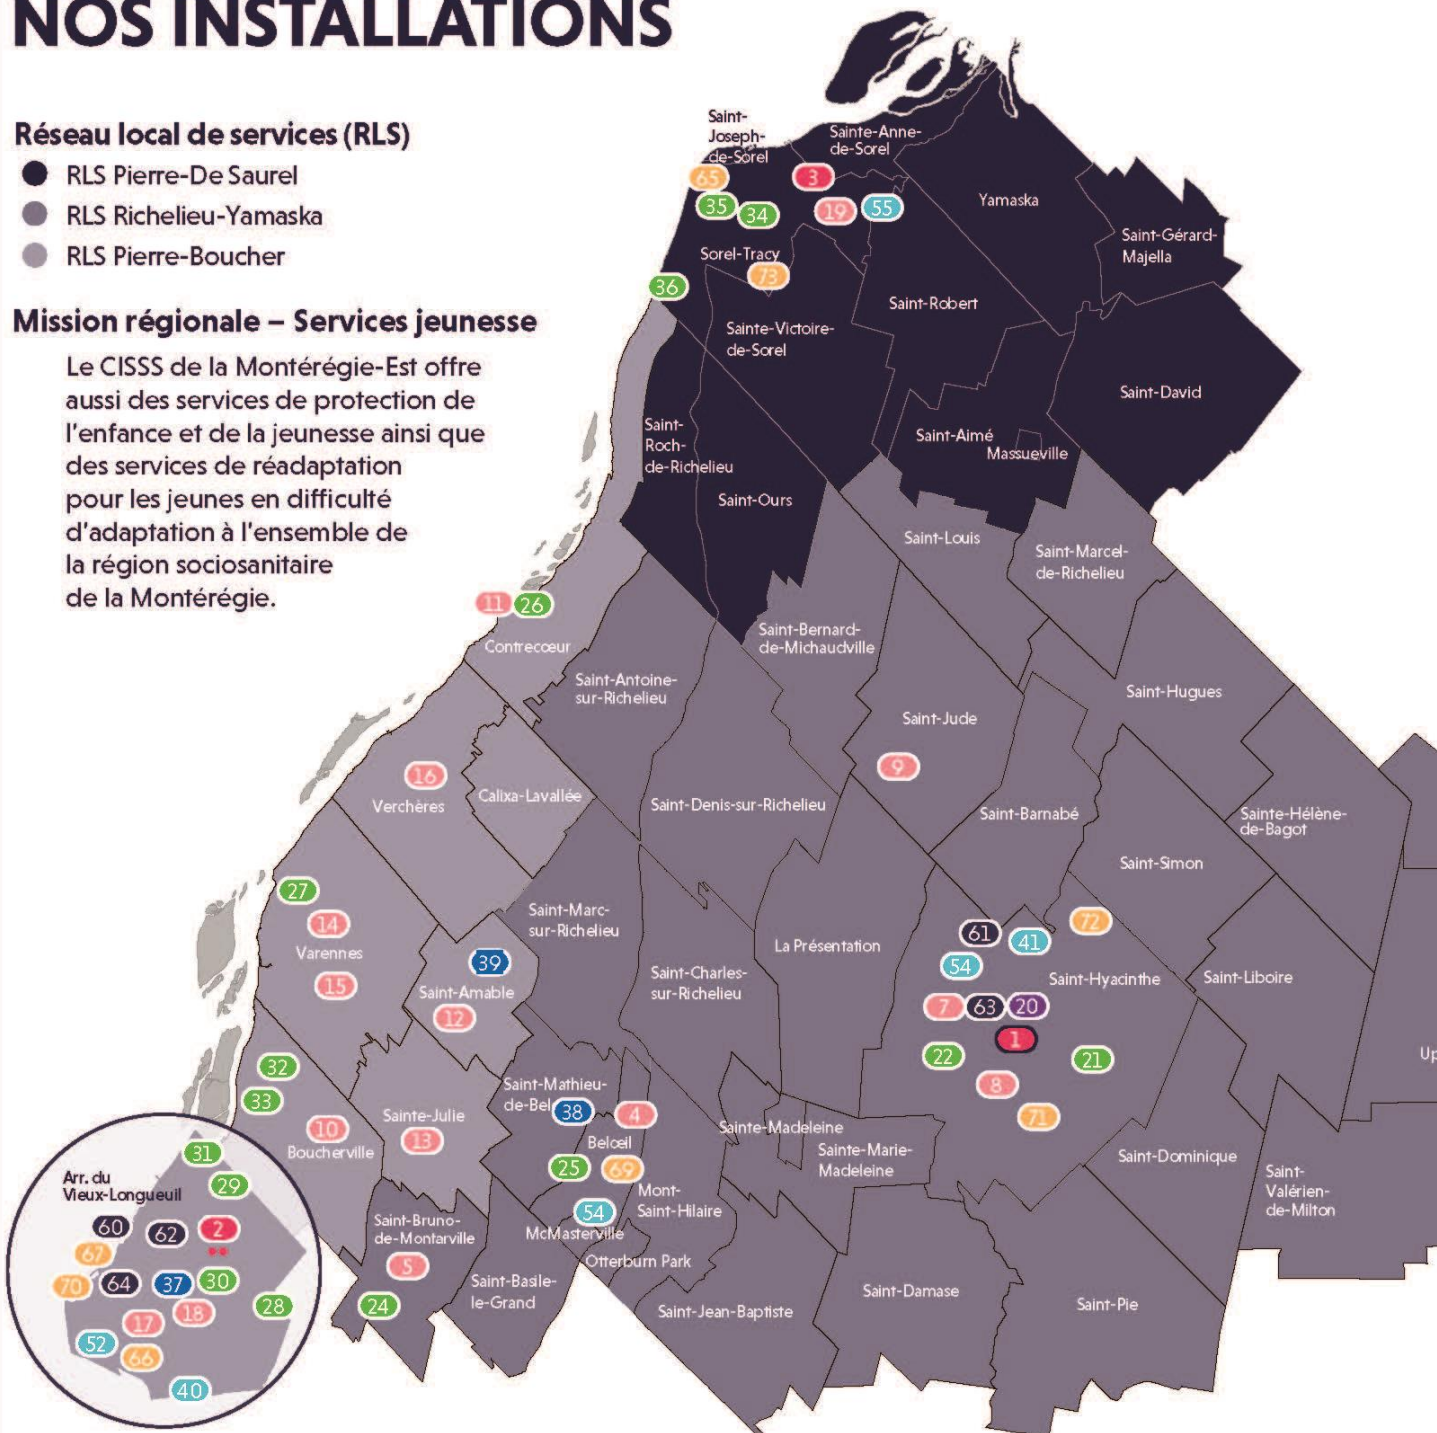 NOS INSTALLATIONS
Réseau local de services (RLS)
RLS Pierre-De Saurel
RLS Richelieu-Yamaska
RLS Pierre-Boucher
Mission régionale – Services jeunesse
Le CISSS de la Montérégie-Est offre
aussi des services de protection de
l'enfance et de la jeunesse ainsi que
des services de réadaptation
pour les jeunes en difficulté
d'adaptation à l'ensemble de
la région sociosanitaire
de la Montérégie.
Saint-
Joseph-
de-Sorel
Sainte-Anne-
de-Sorel
65
3
35
34
19
55
Yamaska
Saint-Gérard-
Majella
Sorel-Tracy
73
36
Saint-Robert
Sainte-Victoire-
de-Sorel
Saint-David
Saint-
Roch-
de-Richelieu
Saint-Aimé
Massueville
Saint-Ours
Saint-Louis
Saint-Marcel-
de-Richelieu
11
26
Contrecœur
Saint-Bernard-
de-Michaudville
Saint-Antoine-
sur-Richelieu
Saint-Hugues
Saint-Jude
9
16
Verchères
Calixa-Lavallée
Saint-Denis-sur-Richelieu
Saint-Barnabé
Sainte-Hélène-
de-Bagot
Saint-Simon
27
14
Varennes
15
Saint-Marc-
sur-Richelieu
39
Saint-Amable
12
La Présentation
Saint-Charles-
sur-Richelieu
61
41
72
54
Saint-Hyacinthe
Saint-Liboire
7
63
20
1
22
21
8
71
Up
32
33
10
Boucherville
Sainte-Julie
13
Saint-Mathieu-
de-Bel
38
4
Belœil
25
69
Sainte-Madeleine
Sainte-Marie-
Madeleine
Saint-Dominique
Saint-
Valérien-
de-Milton
Mont-
Saint-Hilaire
54
McMasterville
Otterburn Park
Saint-Bruno-
de-Montarville
5
24
Saint-Basile-
le-Grand
Saint-Jean-Baptiste
Saint-Damase
Saint-Pie
31
29
Arr. du
Vieux-Longueuil
60
62
2
**
67
70
64
37
30
28
17
18
52
66
40